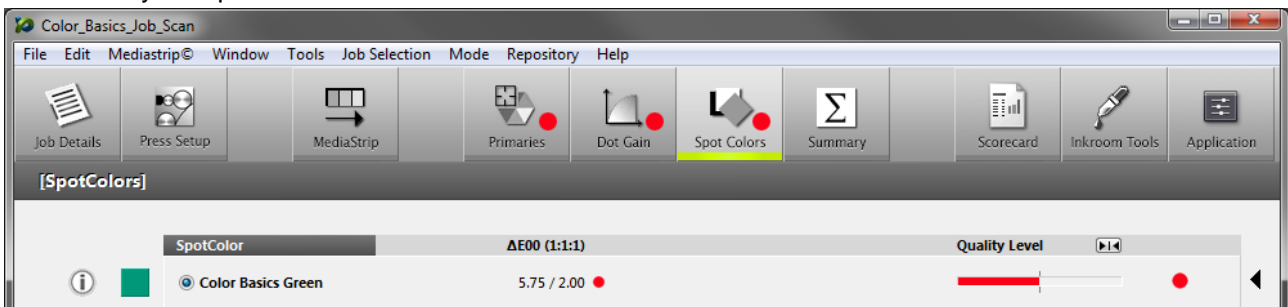 Color_Basics_Job_Scan
File Edit Mediastrip© Window Tools Job Selection Mode Repository Help
Job Details Press Setup MediaStrip Primaries Dot Gain Spot Colors Summary Scorecard Inkroom Tools Application
[SpotColors]
SpotColor ΔE00 (1:1:1) Quality Level
Color Basics Green 5.75 / 2.00